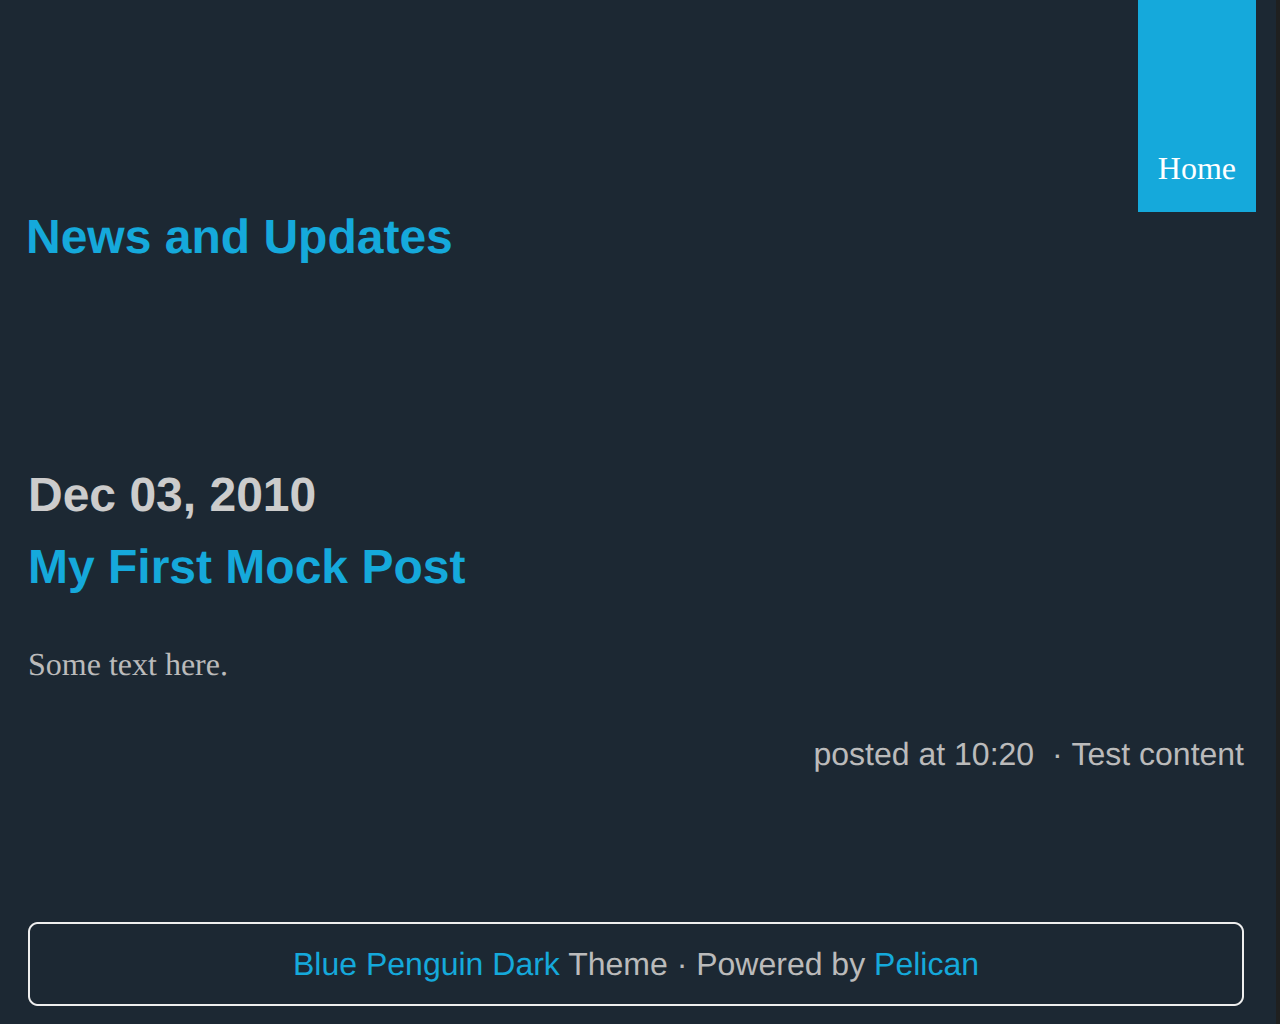 Home
News and Updates
Dec 03, 2010
My First Mock Post
Some text here.
posted at 10:20  · Test content
Blue Penguin Dark Theme · Powered by Pelican